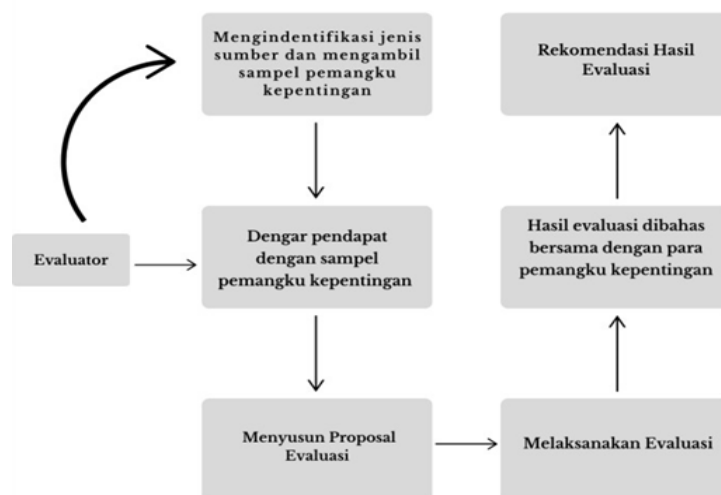 Mengindentifikasi jenis
sumber dan mengambil
sampel pemangku
kepentingan
Rekomendasi Hasil
Evaluasi
Evaluator
Dengar pendapat
dengan sampel
pemangku kepentingan
Hasil evaluasi dibahas
bersama dengan para
pemangku kepentingan
Menyusun Proposal
Evaluasi
Melaksanakan Evaluasi